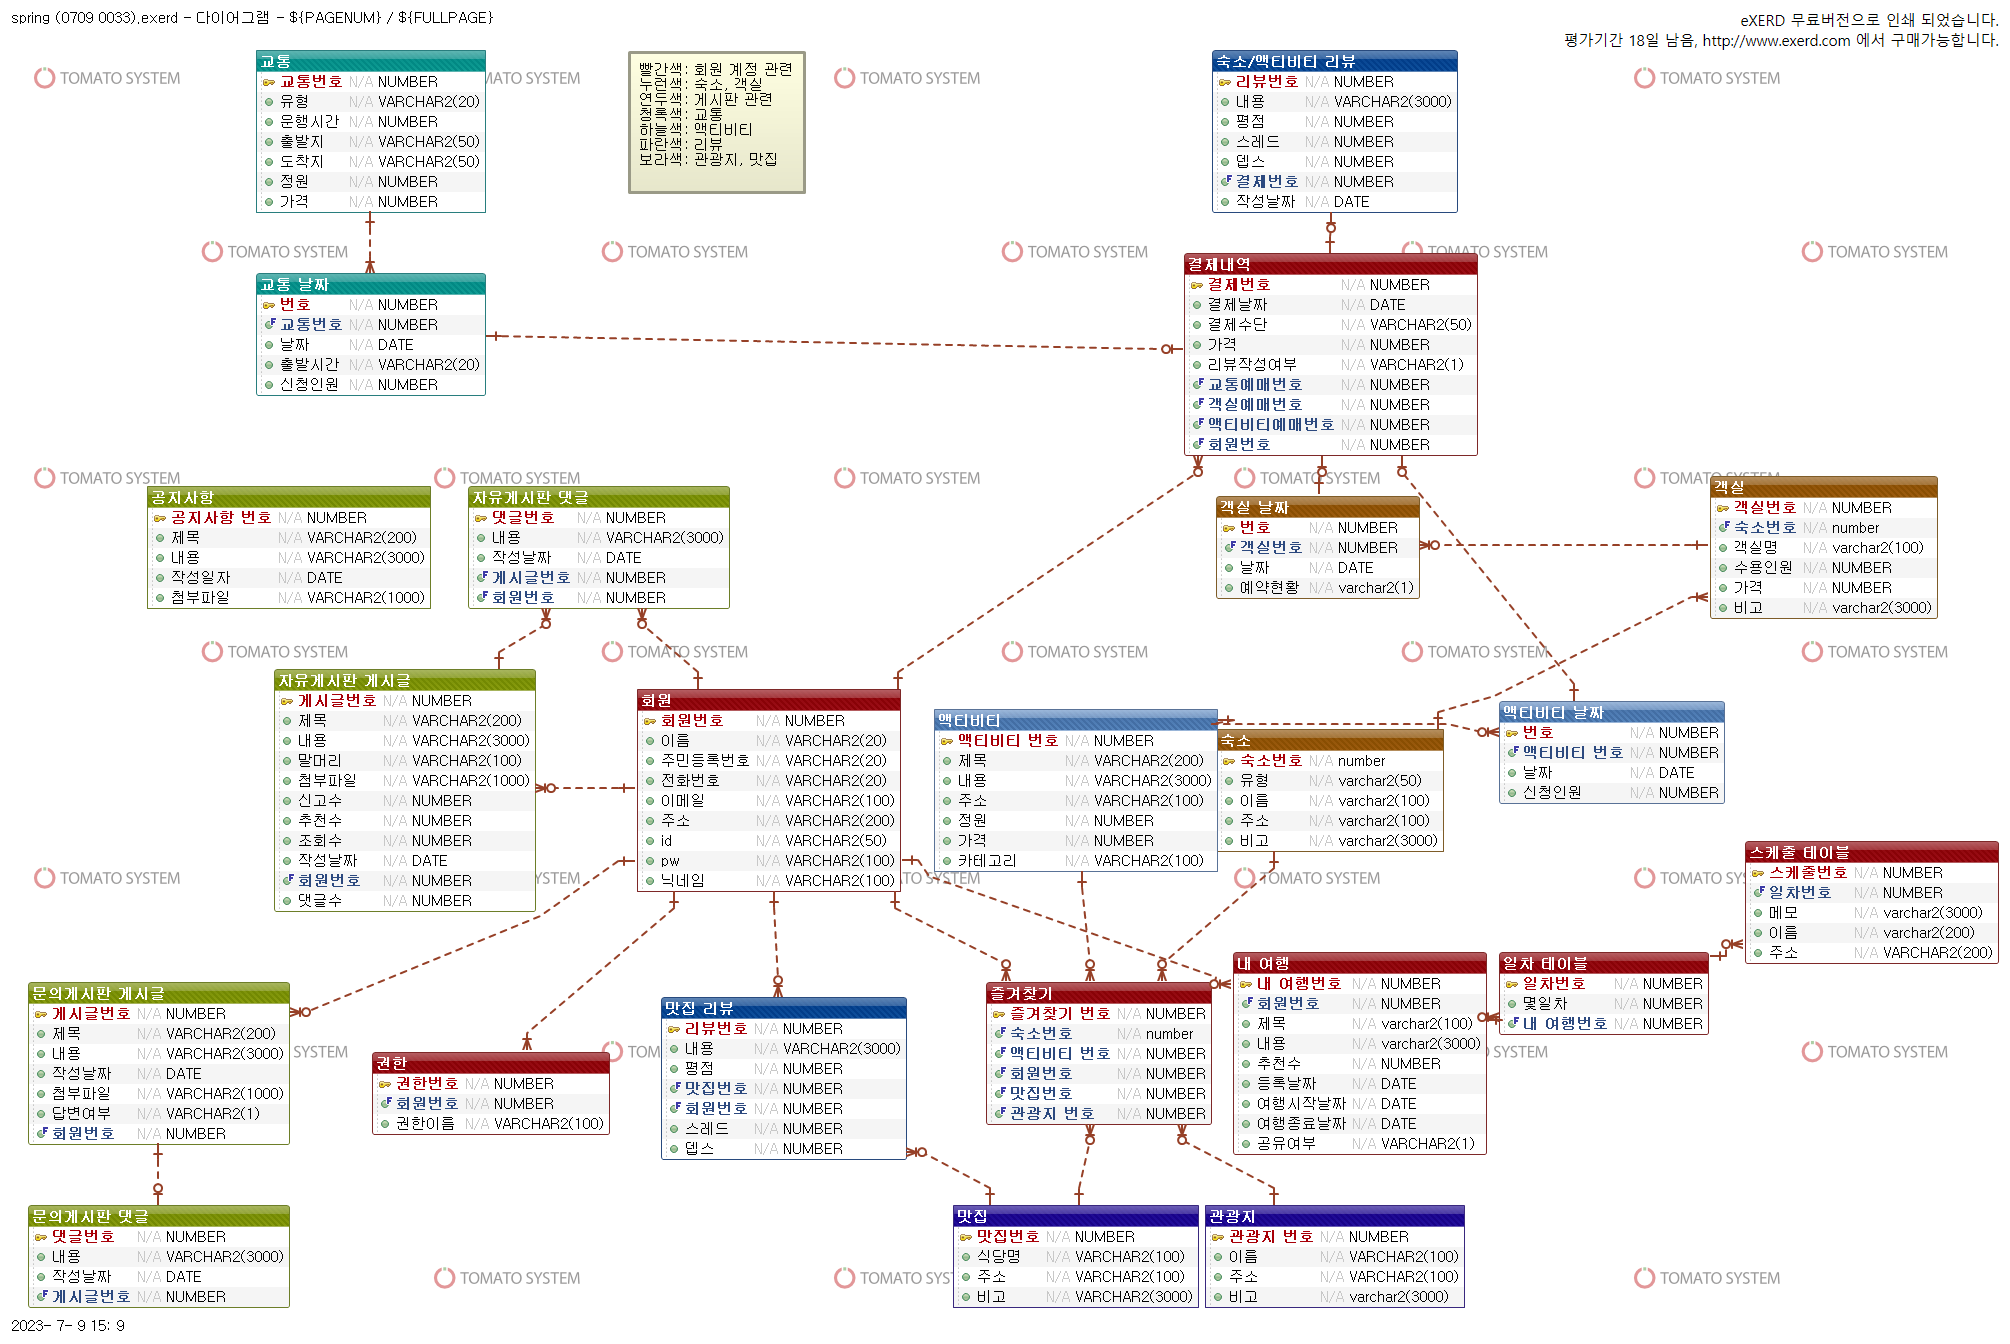 spring (0709 0033).exerd - 다이어그램 - ${PAGENUM} / ${FULLPAGE}
eXERD 무료버전으로 인쇄 되었습니다.
평가기간 18일 남음, http://www.exerd.com 에서 구매가능합니다.
교통
교통번호 N/A NUMBER
유형 N/A VARCHAR2(20)
운행시간 N/A NUMBER
출발지 N/A VARCHAR2(50)
도착지 N/A VARCHAR2(50)
정원 N/A NUMBER
가격 N/A NUMBER
빨간색: 회원 계정 관련
누런색: 숙소, 객실
연두색: 게시판 관련
청록색: 교통
하늘색: 액티비티
파란색: 리뷰
보라색: 관광지, 맛집
숙소/액티비티 리뷰
리뷰번호 N/A NUMBER
내용 N/A VARCHAR2(3000)
평점 N/A NUMBER
스레드 N/A NUMBER
뎁스 N/A NUMBER
결제번호 N/A NUMBER
작성날짜 N/A DATE
교통 날짜
번호 N/A NUMBER
교통번호 N/A NUMBER
날짜 N/A DATE
출발시간 N/A VARCHAR2(20)
신청인원 N/A NUMBER
결제내역
결제번호 N/A NUMBER
결제날짜 N/A DATE
결제수단 N/A VARCHAR2(50)
가격 N/A NUMBER
리뷰작성여부 N/A VARCHAR2(1)
교통예매번호 N/A NUMBER
객실예매번호 N/A NUMBER
액티비티예매번호 N/A NUMBER
회원번호 N/A NUMBER
공지사항
공지사항 번호 N/A NUMBER
제목 N/A VARCHAR2(200)
내용 N/A VARCHAR2(3000)
작성일자 N/A DATE
첨부파일 N/A VARCHAR2(1000)
자유게시판 댓글
댓글번호 N/A NUMBER
내용 N/A VARCHAR2(3000)
작성날짜 N/A DATE
게시글번호 N/A NUMBER
회원번호 N/A NUMBER
객실 날짜
번호 N/A NUMBER
객실번호 N/A NUMBER
날짜 N/A DATE
예약현황 N/A varchar2(1)
객실
객실번호 N/A NUMBER
숙소번호 N/A number
객실명 N/A varchar2(100)
수용인원 N/A NUMBER
가격 N/A NUMBER
비고 N/A varchar2(3000)
자유게시판 게시글
게시글번호 N/A NUMBER
제목 N/A VARCHAR2(200)
내용 N/A VARCHAR2(3000)
말머리 N/A VARCHAR2(100)
첨부파일 N/A VARCHAR2(1000)
신고수 N/A NUMBER
추천수 N/A NUMBER
조회수 N/A NUMBER
작성날짜 N/A DATE
회원번호 N/A NUMBER
댓글수 N/A NUMBER
회원
회원번호 N/A NUMBER
이름 N/A VARCHAR2(20)
주민등록번호 N/A VARCHAR2(20)
전화번호 N/A VARCHAR2(20)
이메일 N/A VARCHAR2(100)
주소 N/A VARCHAR2(200)
id N/A VARCHAR2(50)
pw N/A VARCHAR2(100)
닉네임 N/A VARCHAR2(100)
액티비티
액티비티 번호 N/A NUMBER
제목 N/A VARCHAR2(200)
내용 N/A VARCHAR2(3000)
주소 N/A VARCHAR2(100)
정원 N/A NUMBER
가격 N/A NUMBER
카테고리 N/A VARCHAR2(100)
숙소
숙소번호 N/A number
유형 N/A varchar2(50)
이름 N/A varchar2(100)
주소 N/A varchar2(100)
비고 N/A varchar2(3000)
액티비티 날짜
번호 N/A NUMBER
액티비티 번호 N/A NUMBER
날짜 N/A DATE
신청인원 N/A NUMBER
스케줄 테이블
스케줄번호 N/A NUMBER
일차번호 N/A NUMBER
메모 N/A varchar2(3000)
이름 N/A varchar2(200)
주소 N/A VARCHAR2(200)
문의게시판 게시글
게시글번호 N/A NUMBER
제목 N/A VARCHAR2(200)
내용 N/A VARCHAR2(3000)
작성날짜 N/A DATE
첨부파일 N/A VARCHAR2(1000)
답변여부 N/A VARCHAR2(1)
회원번호 N/A NUMBER
권한
권한번호 N/A NUMBER
회원번호 N/A NUMBER
권한이름 N/A VARCHAR2(100)
맛집 리뷰
리뷰번호 N/A NUMBER
내용 N/A VARCHAR2(3000)
평점 N/A NUMBER
맛집번호 N/A NUMBER
회원번호 N/A NUMBER
스레드 N/A NUMBER
뎁스 N/A NUMBER
즐겨찾기
즐겨찾기 번호 N/A NUMBER
숙소번호 N/A number
액티비티 번호 N/A NUMBER
회원번호 N/A NUMBER
맛집번호 N/A NUMBER
관광지 번호 N/A NUMBER
내 여행
내 여행번호 N/A NUMBER
회원번호 N/A NUMBER
제목 N/A varchar2(100)
내용 N/A varchar2(3000)
추천수 N/A NUMBER
등록날짜 N/A DATE
여행시작날짜 N/A DATE
여행종료날짜 N/A DATE
공유여부 N/A VARCHAR2(1)
일차 테이블
일차번호 N/A NUMBER
몇일차 N/A NUMBER
내 여행번호 N/A NUMBER
문의게시판 댓글
댓글번호 N/A NUMBER
내용 N/A VARCHAR2(3000)
작성날짜 N/A DATE
게시글번호 N/A NUMBER
맛집
맛집번호 N/A NUMBER
식당명 N/A VARCHAR2(100)
주소 N/A VARCHAR2(100)
비고 N/A VARCHAR2(3000)
관광지
관광지 번호 N/A NUMBER
이름 N/A VARCHAR2(100)
주소 N/A VARCHAR2(100)
비고 N/A varchar2(3000)
2023- 7- 9 15: 9
TOMATO SYSTEM